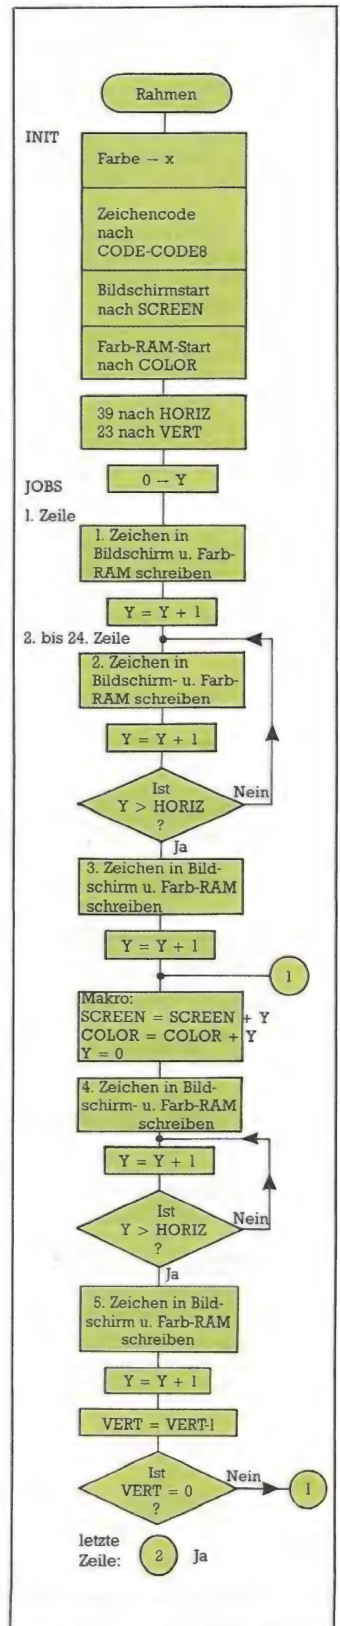 Rahmen
INIT
Farbe → x
Zeichencode
nach
CODE-CODE8
Bildschirmstart
nach SCREEN
Farb-RAM-Start
nach COLOR
39 nach HORIZ
23 nach VERT
0 → Y
JOBS
1. Zeile
1. Zeichen in
Bildschirm u. Farb-
RAM schreiben
Y = Y + 1
2. bis 24. Zeile
2. Zeichen in
Bildschirm- u. Farb-
RAM schreiben
Y = Y + 1
Ist
Y > HORIZ
?
Nein
Ja
3. Zeichen in Bild-
schirm u. Farb-RAM
schreiben
Y = Y + 1
1
Makro:
SCREEN = SCREEN + Y
COLOR = COLOR + Y
Y = 0
4. Zeichen in Bild-
schirm- u. Farb-RAM
schreiben
Y = Y + 1
Ist
Y > HORIZ
?
Nein
Ja
5. Zeichen in Bild-
schirm u. Farb-RAM
schreiben
Y = Y + 1
VERT = VERT-1
Ist
VERT = 0
?
Nein
1
letzte
Zeile:
2
Ja